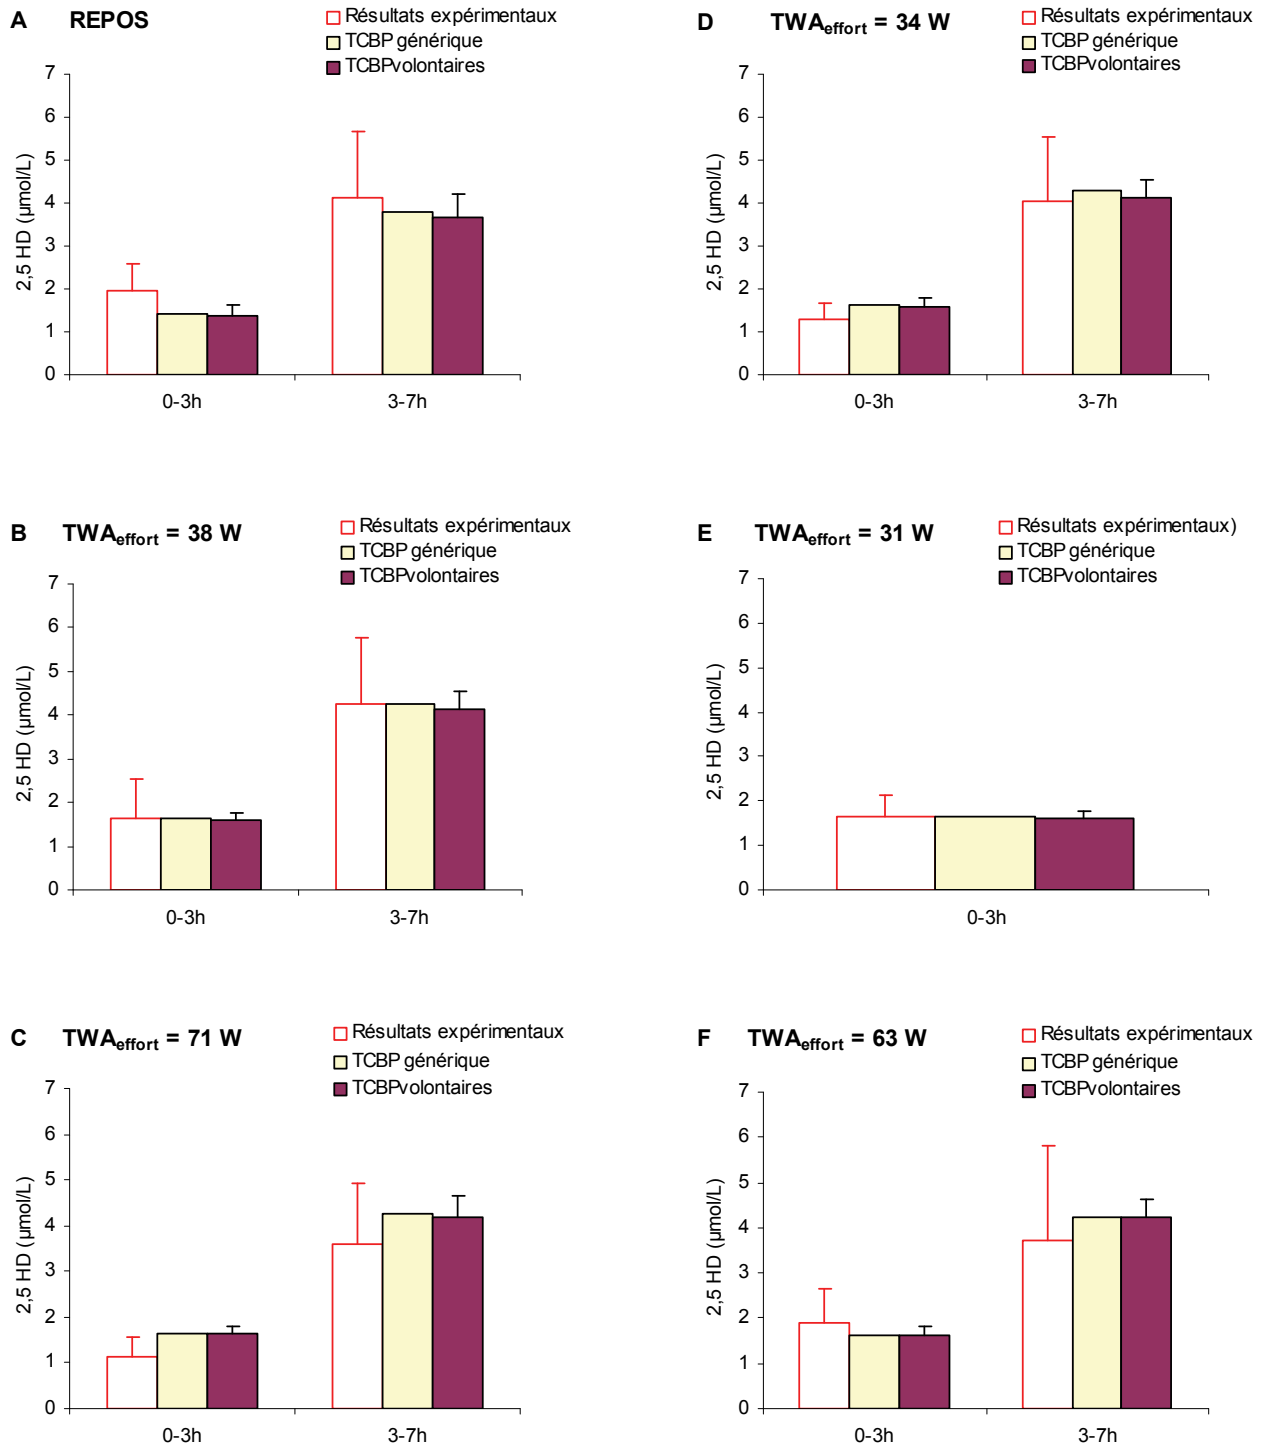 A REPOS
Résultats expérimentaux
TCBP générique
TCBPvolontaires
7
6
5
4
3
2
1
0
2,5 HD (µmol/L)
0-3h 3-7h
D TWAeffort = 34 W
Résultats expérimentaux
TCBP générique
TCBPvolontaires
7
6
5
4
3
2
1
0
2,5 HD (µmol/L)
0-3h 3-7h
B TWAeffort = 38 W
Résultats expérimentaux
TCBP générique
TCBPvolontaires
7
6
5
4
3
2
1
0
2,5 HD (µmol/L)
0-3h 3-7h
E TWAeffort = 31 W
Résultats expérimentaux)
TCBP générique
TCBPvolontaires
7
6
5
4
3
2
1
0
2,5 HD (µmol/L)
0-3h
C TWAeffort = 71 W
Résultats expérimentaux
TCBP générique
TCBPvolontaires
7
6
5
4
3
2
1
0
2,5 HD (µmol/L)
0-3h 3-7h
F TWAeffort = 63 W
Résultats expérimentaux
TCBP générique
TCBPvolontaires
7
6
5
4
3
2
1
0
2,5 HD (µmol/L)
0-3h 3-7h